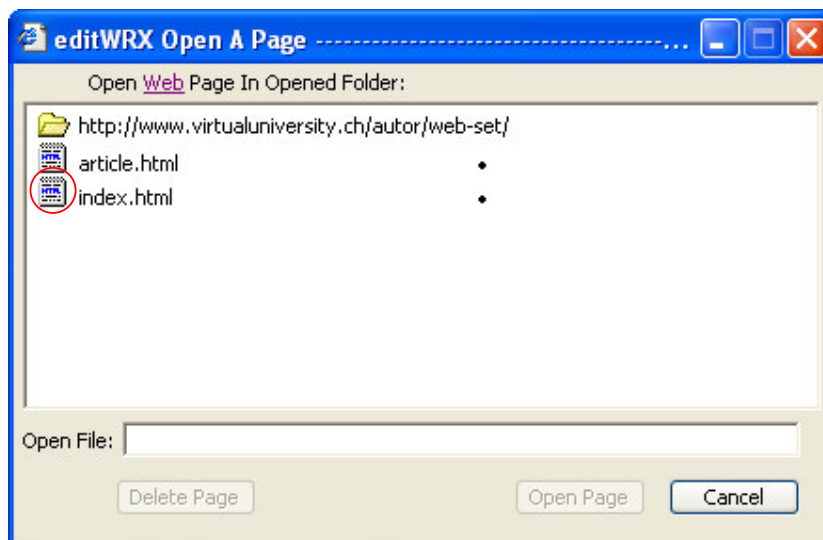 editWRX Open A Page -----------------------------------...
Open Web Page In Opened Folder:
http://www.virtualuniversity.ch/autor/web-set/
article.html •
index.html •
Open File:
Delete Page Open Page Cancel